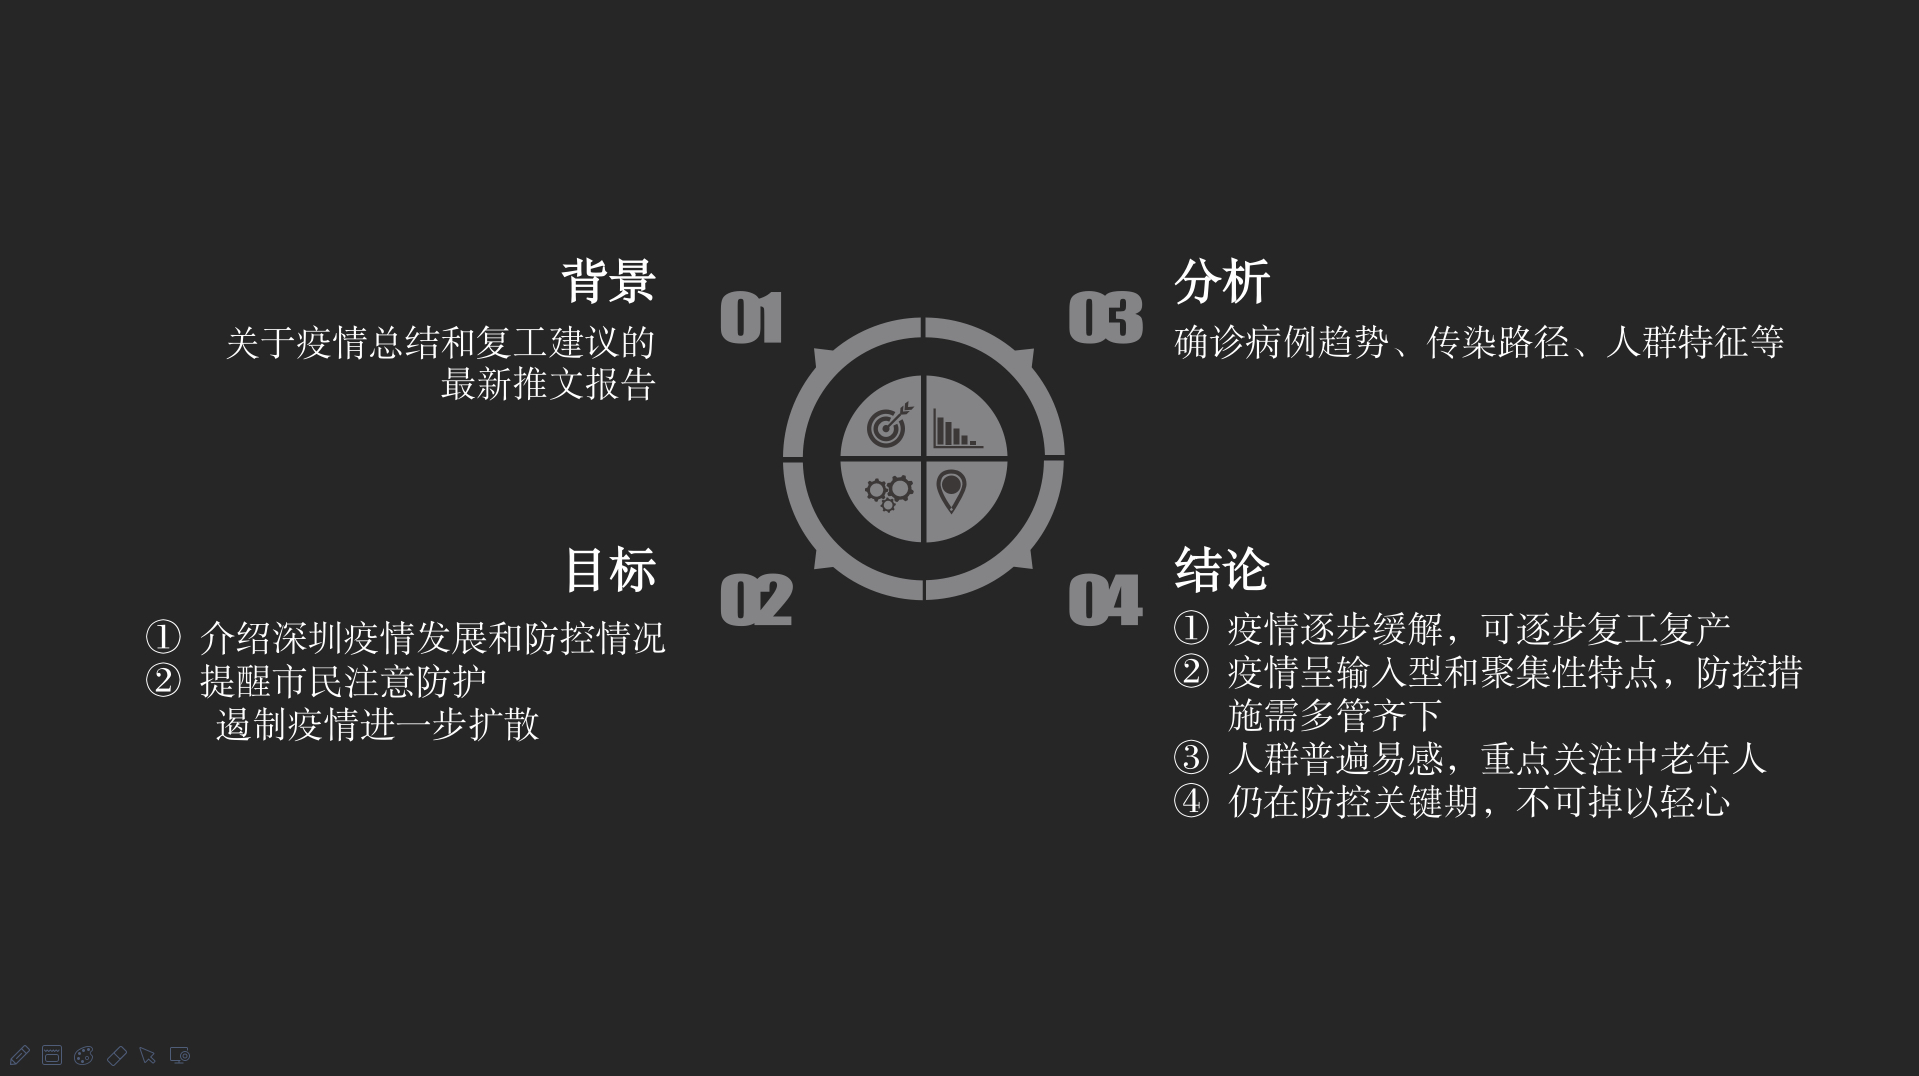 01
背景
关于疫情总结和复工建议的
最新推文报告
02
目标
① 介绍深圳疫情发展和防控情况
② 提醒市民注意防护
遏制疫情进一步扩散
03
分析
确诊病例趋势、传染路径、人群特征等
04
结论
① 疫情逐步缓解，可逐步复工复产
② 疫情呈输入型和聚集性特点，防控措
施需多管齐下
③ 人群普遍易感，重点关注中老年人
④ 仍在防控关键期，不可掉以轻心